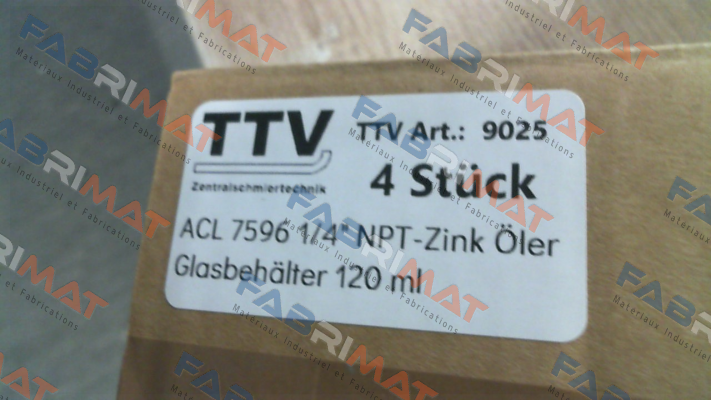 TTV
Zentralschmiertechnik
TTV Art.: 9025
4 Stück
ACL 7596 1/4" NPT-Zink Öler
Glasbehälter 120 ml
FABRIMAT
Materiaux Industriel et Fabrications